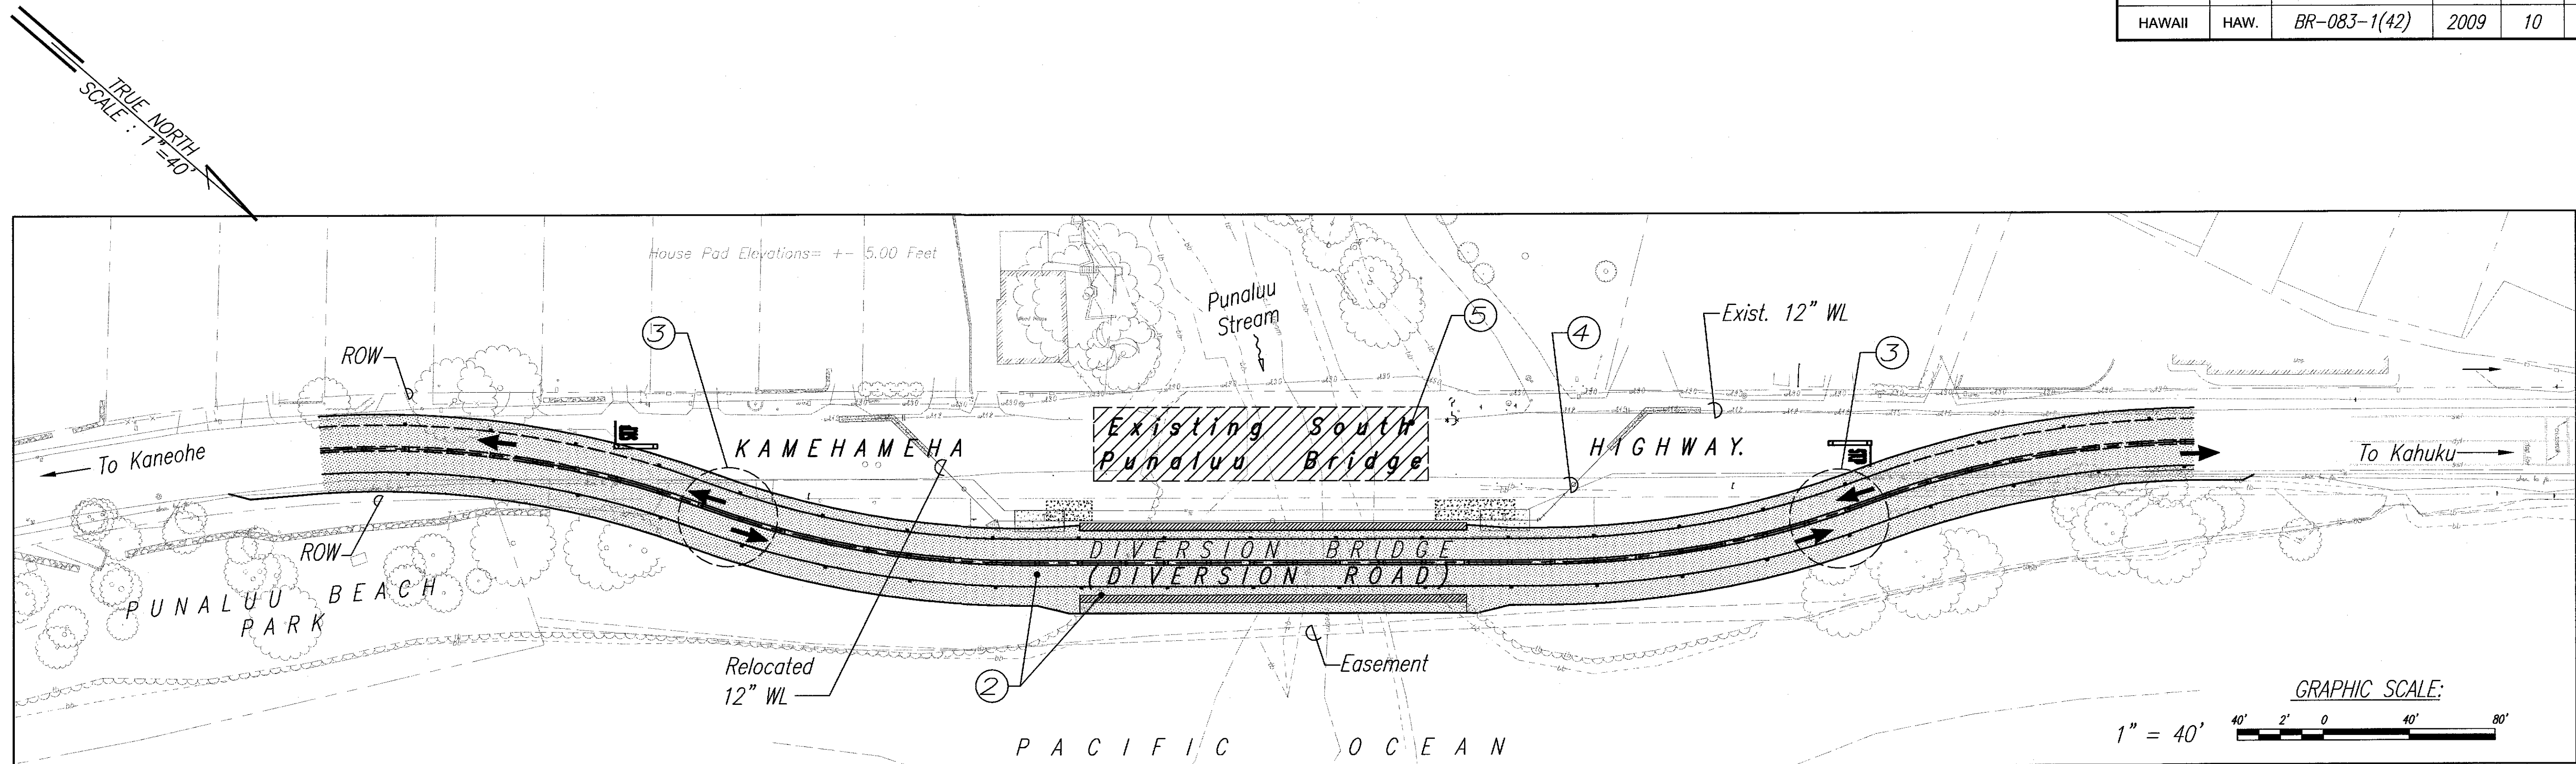 HAWAII HAW. BR-083-1(42) 2009 10
TRUE NORTH
SCALE : 1"=40'
House Pad Elevations= +- 5.00 Feet
Punaluu
Stream
5
4
Exist. 12" WL
3
3
ROW
To Kaneohe
KAMEHAMEHA
Existing South
Punaluu Bridge
HIGHWAY.
To Kahuku
ROW
DIVERSION BRIDGE
(DIVERSION ROAD)
PUNALUU BEACH
PARK
Relocated
12" WL
2
Easement
PACIFIC OCEAN
GRAPHIC SCALE:
1" = 40'
40' 2' 0 40' 80'